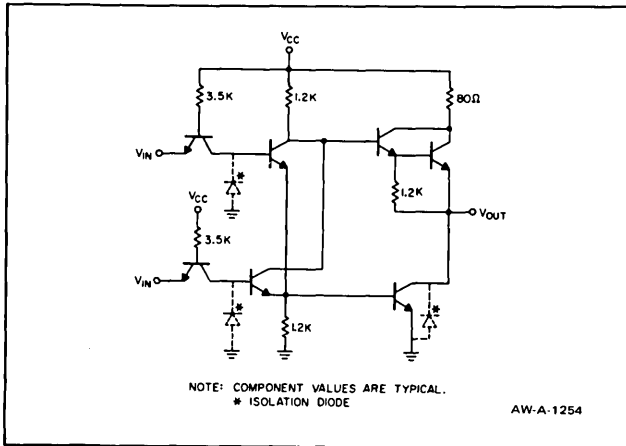 VCC
3.5K
1.2K
80Ω
VIN
*
VCC
1.2K
VOUT
3.5K
VIN
*
*
1.2K
NOTE: COMPONENT VALUES ARE TYPICAL.
* ISOLATION DIODE
AW-A-1254